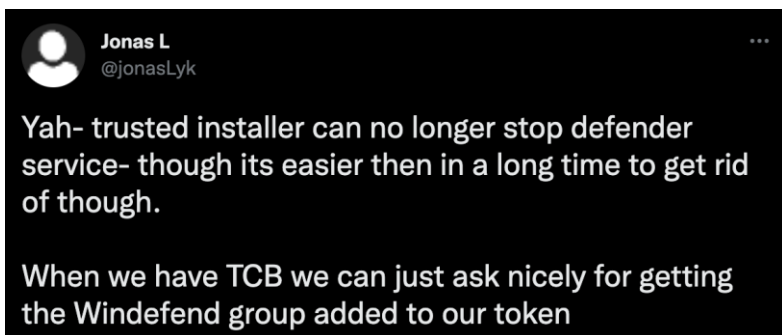 Jonas L
@jonasLyk
Yah- trusted installer can no longer stop defender
service- though its easier then in a long time to get rid
of though.
When we have TCB we can just ask nicely for getting
the Windefend group added to our token